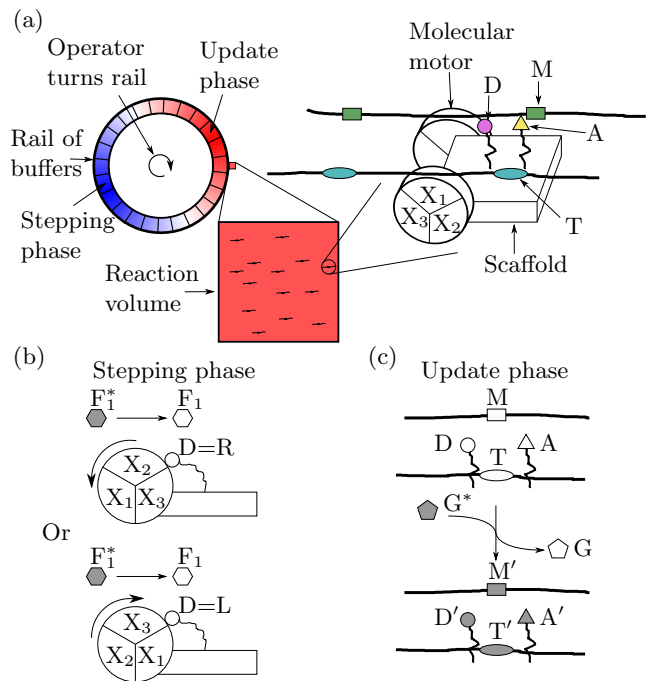 (a)
Operator
turns rail
Update
phase
Rail of
buffers
Stepping
phase
Reaction
volume
Molecular
motor
D
M
A
X₁
X₃
X₂
T
Scaffold
(b)
Stepping phase
F₁* F₁
D=R
X₂
X₁ X₃
Or
F₁* F₁
D=L
X₃
X₂ X₁
(c)
Update phase
M
D T A
G*
G
M′
D′ T′ A′